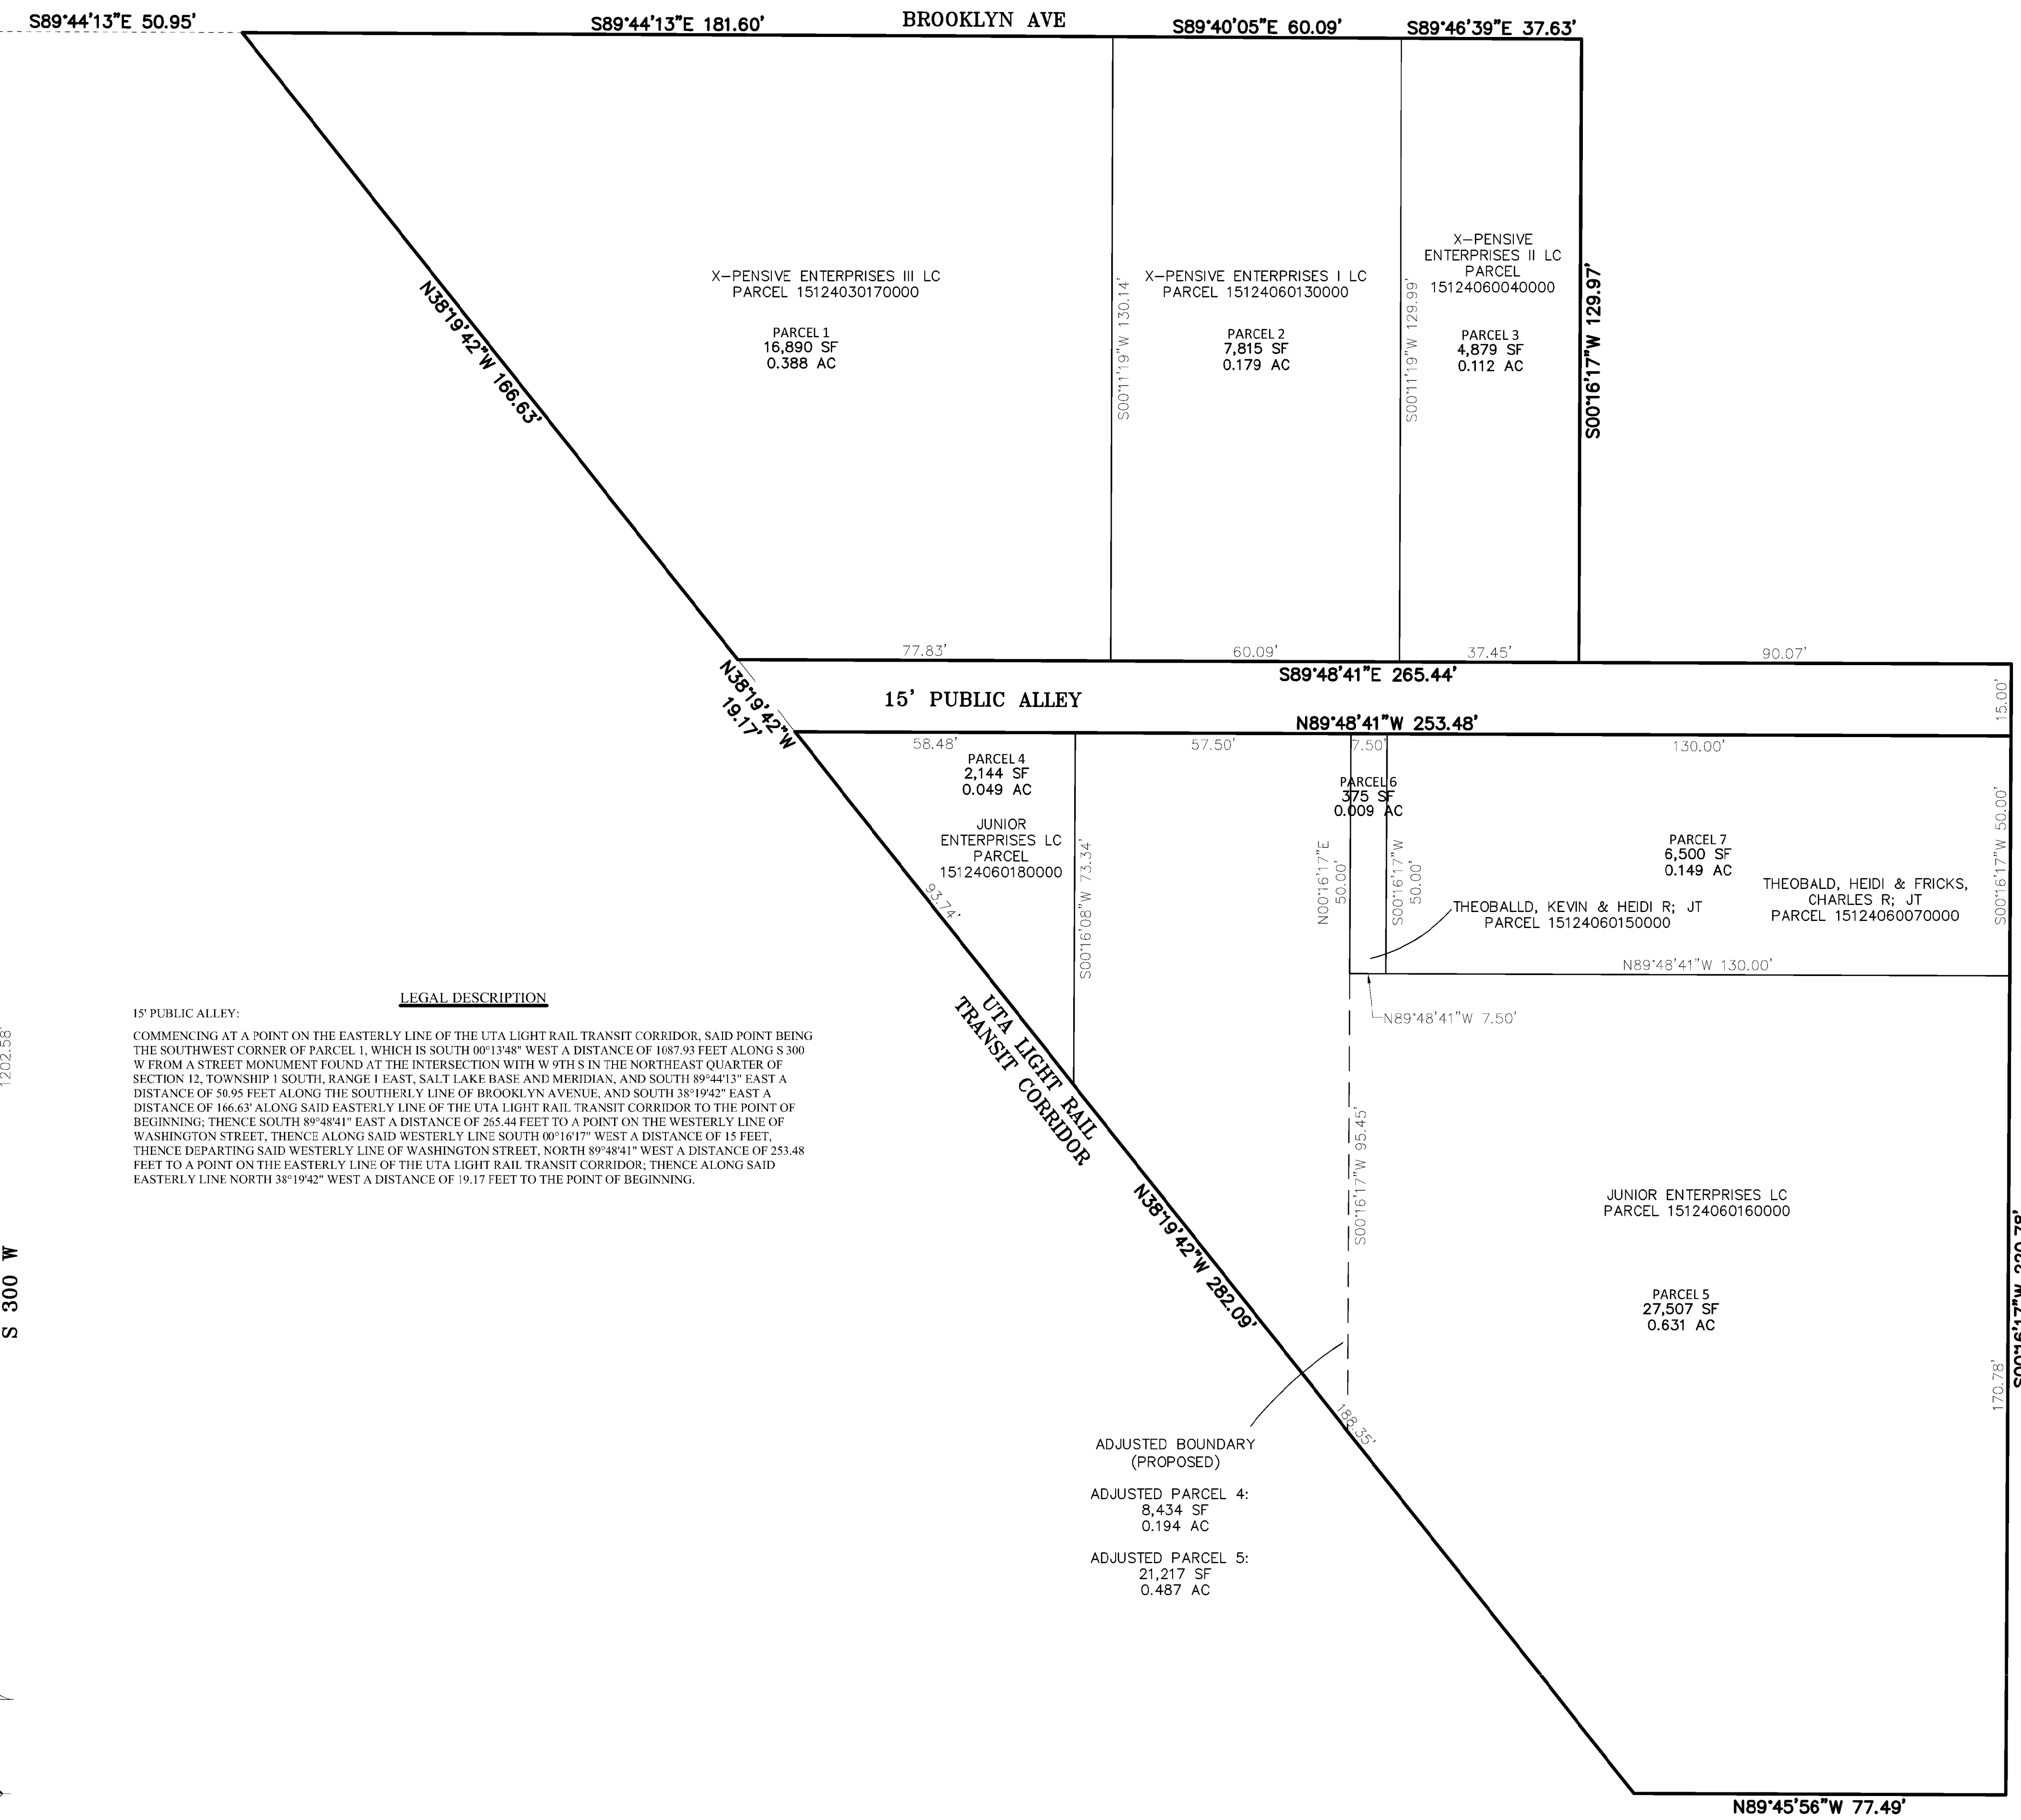 S89°44'13"E 50.95'
S89°44'13"E 181.60'
BROOKLYN AVE
S89°40'05"E 60.09'
S89°46'39"E 37.63'
N38°19'42"W 166.63'
X-PENSIVE ENTERPRISES III LC
PARCEL 15124030170000
PARCEL 1
16,890 SF
0.388 AC
S00°11'19"W 130.14'
X-PENSIVE ENTERPRISES I LC
PARCEL 15124060130000
PARCEL 2
7,815 SF
0.179 AC
S00°11'19"W 129.99'
X-PENSIVE
ENTERPRISES II LC
PARCEL
15124060040000
PARCEL 3
4,879 SF
0.112 AC
S00°16'17"W 129.97'
77.83'
60.09'
37.45'
90.07'
S89°48'41"E 265.44'
N38°19'42"W
19.17'
15' PUBLIC ALLEY
15.00'
N89°48'41"W 253.48'
58.48'
57.50'
7.50'
130.00'
PARCEL 4
2,144 SF
0.049 AC
JUNIOR
ENTERPRISES LC
PARCEL
15124060180000
93.74'
S00°16'08"W 73.34'
PARCEL 6
375 SF
0.009 AC
N00°16'17"E
50.00'
S00°16'17"W
50.00'
PARCEL 7
6,500 SF
0.149 AC
THEOBALD, HEIDI & FRICKS,
CHARLES R; JT
PARCEL 15124060070000
S00°16'17"W 50.00'
THEOBALLD, KEVIN & HEIDI R; JT
PARCEL 15124060150000
N89°48'41"W 130.00'
N89°48'41"W 7.50'
LEGAL DESCRIPTION
15' PUBLIC ALLEY:
COMMENCING AT A POINT ON THE EASTERLY LINE OF THE UTA LIGHT RAIL TRANSIT CORRIDOR, SAID POINT BEING
THE SOUTHWEST CORNER OF PARCEL 1, WHICH IS SOUTH 00°13'48" WEST A DISTANCE OF 1087.93 FEET ALONG S 300
W FROM A STREET MONUMENT FOUND AT THE INTERSECTION WITH W 9TH S IN THE NORTHEAST QUARTER OF
SECTION 12, TOWNSHIP 1 SOUTH, RANGE 1 EAST, SALT LAKE BASE AND MERIDIAN, AND SOUTH 89°44'13" EAST A
DISTANCE OF 50.95 FEET ALONG THE SOUTHERLY LINE OF BROOKLYN AVENUE, AND SOUTH 38°19'42" EAST A
DISTANCE OF 166.63' ALONG SAID EASTERLY LINE OF THE UTA LIGHT RAIL TRANSIT CORRIDOR TO THE POINT OF
BEGINNING; THENCE SOUTH 89°48'41" EAST A DISTANCE OF 265.44 FEET TO A POINT ON THE WESTERLY LINE OF
WASHINGTON STREET, THENCE ALONG SAID WESTERLY LINE SOUTH 00°16'17" WEST A DISTANCE OF 15 FEET,
THENCE DEPARTING SAID WESTERLY LINE OF WASHINGTON STREET, NORTH 89°48'41" WEST A DISTANCE OF 253.48
FEET TO A POINT ON THE EASTERLY LINE OF THE UTA LIGHT RAIL TRANSIT CORRIDOR; THENCE ALONG SAID
EASTERLY LINE NORTH 38°19'42" WEST A DISTANCE OF 19.17 FEET TO THE POINT OF BEGINNING.
1202.58'
S 300 W
UTA LIGHT RAIL
TRANSIT CORRIDOR
N38°19'42"W 282.09'
S00°16'17"W 95.45'
JUNIOR ENTERPRISES LC
PARCEL 15124060160000
PARCEL 5
27,507 SF
0.631 AC
S00°16'17"W 220.78'
170.78'
188.35'
ADJUSTED BOUNDARY
(PROPOSED)
ADJUSTED PARCEL 4:
8,434 SF
0.194 AC
ADJUSTED PARCEL 5:
21,217 SF
0.487 AC
N89°45'56"W 77.49'